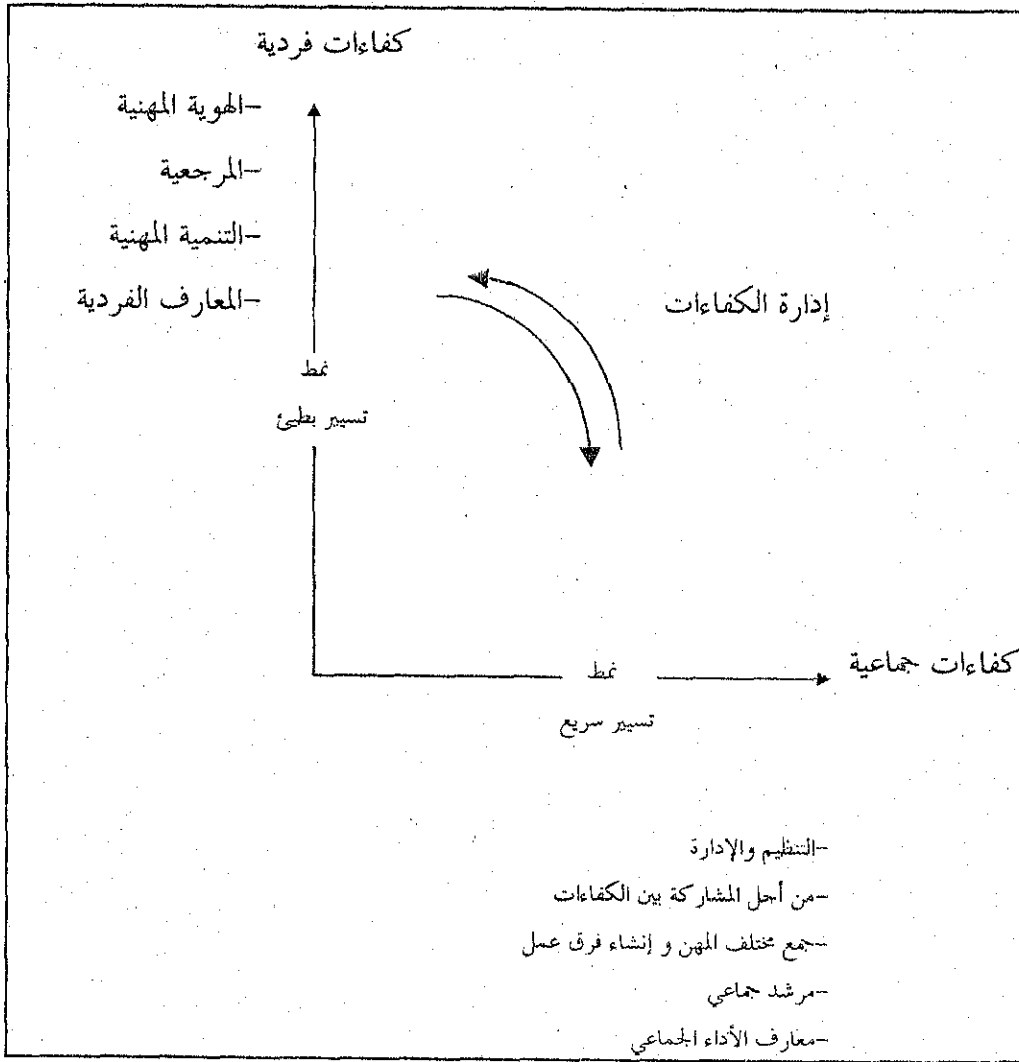 كفاءات فردية
-الهوية المهنية
-المرجعية
-التنمية المهنية
-المعارف الفردية
إدارة الكفاءات
نمط
تسيير بطيئ
كفاءات جماعية
نمط
تسيير سريع
-التنظيم والإدارة
-من أجل المشاركة بين الكفاءات
-جمع مختلف المهن و إنشاء فرق عمل
-مرشد جماعي
-معارف الأداء الجماعي